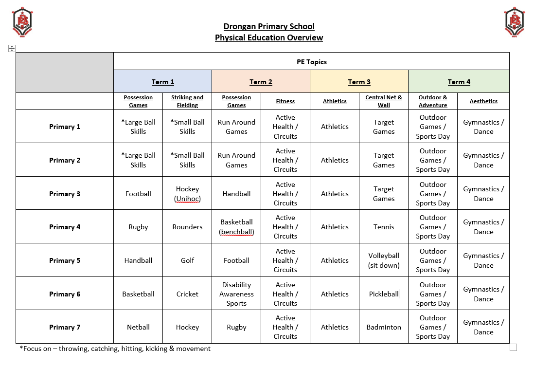 Drongan Primary School
Physical Education Overview
PE Topics
Term 1 Term 2 Term 3 Term 4
Possession Games Striking and Fielding Possession Games Fitness Athletics Central Net & Wall Outdoor & Adventure Aesthetics
Primary 1 *Large Ball Skills *Small Ball Skills Run Around Games Active Health / Circuits Athletics Target Games Outdoor Games / Sports Day Gymnastics / Dance
Primary 2 *Large Ball Skills *Small Ball Skills Run Around Games Active Health / Circuits Athletics Target Games Outdoor Games / Sports Day Gymnastics / Dance
Primary 3 Football Hockey (Unihoc) Handball Active Health / Circuits Athletics Target Games Outdoor Games / Sports Day Gymnastics / Dance
Primary 4 Rugby Rounders Basketball (benchball) Active Health / Circuits Athletics Tennis Outdoor Games / Sports Day Gymnastics / Dance
Primary 5 Handball Golf Football Active Health / Circuits Athletics Volleyball (sit down) Outdoor Games / Sports Day Gymnastics / Dance
Primary 6 Basketball Cricket Disability Awareness Sports Active Health / Circuits Athletics Pickleball Outdoor Games / Sports Day Gymnastics / Dance
Primary 7 Netball Hockey Rugby Active Health / Circuits Athletics Badminton Outdoor Games / Sports Day Gymnastics / Dance
*Focus on – throwing, catching, hitting, kicking & movement